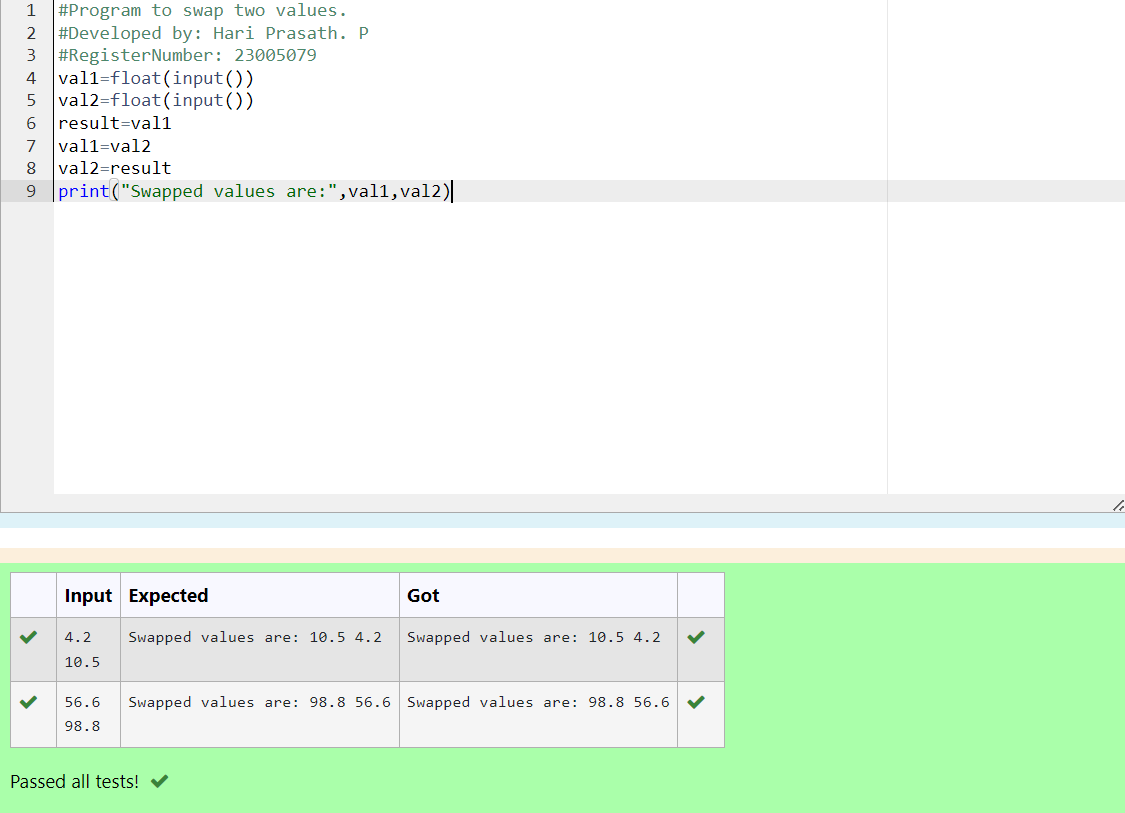 1 #Program to swap two values.
2 #Developed by: Hari Prasath. P
3 #RegisterNumber: 23005079
4 val1=float(input())
5 val2=float(input())
6 result=val1
7 val1=val2
8 val2=result
9 print("Swapped values are:",val1,val2)
Input Expected Got
4.2 Swapped values are: 10.5 4.2 Swapped values are: 10.5 4.2
10.5
56.6 Swapped values are: 98.8 56.6 Swapped values are: 98.8 56.6
98.8
Passed all tests!